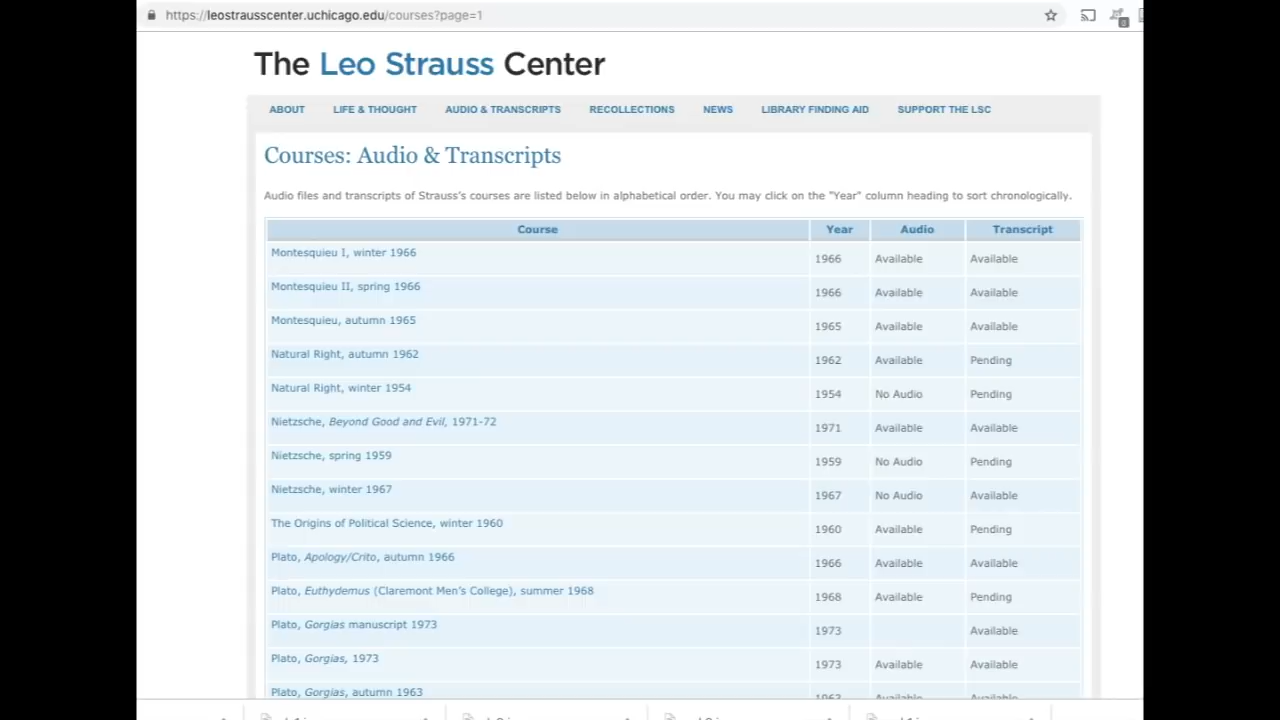 https://leostrausscenter.uchicago.edu/courses?page=1
The Leo Strauss Center
ABOUT LIFE & THOUGHT AUDIO & TRANSCRIPTS RECOLLECTIONS NEWS LIBRARY FINDING AID SUPPORT THE LSC
Courses: Audio & Transcripts
Audio files and transcripts of Strauss's courses are listed below in alphabetical order. You may click on the "Year" column heading to sort chronologically.
Course Year Audio Transcript
Montesquieu I, winter 1966 1966 Available Available
Montesquieu II, spring 1966 1966 Available Available
Montesquieu, autumn 1965 1965 Available Available
Natural Right, autumn 1962 1962 Available Pending
Natural Right, winter 1954 1954 No Audio Pending
Nietzsche, Beyond Good and Evil, 1971-72 1971 Available Available
Nietzsche, spring 1959 1959 No Audio Pending
Nietzsche, winter 1967 1967 No Audio Available
The Origins of Political Science, winter 1960 1960 Available Pending
Plato, Apology/Crito, autumn 1966 1966 Available Available
Plato, Euthydemus (Claremont Men's College), summer 1968 1968 Available Pending
Plato, Gorgias manuscript 1973 1973 Available
Plato, Gorgias, 1973 1973 Available Available
Plato, Gorgias, autumn 1963 1963 Available Available